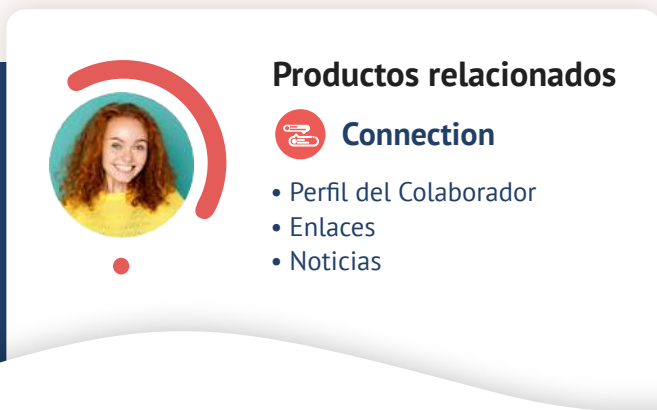 Productos relacionados
Connection
• Perfil del Colaborador
• Enlaces
• Noticias